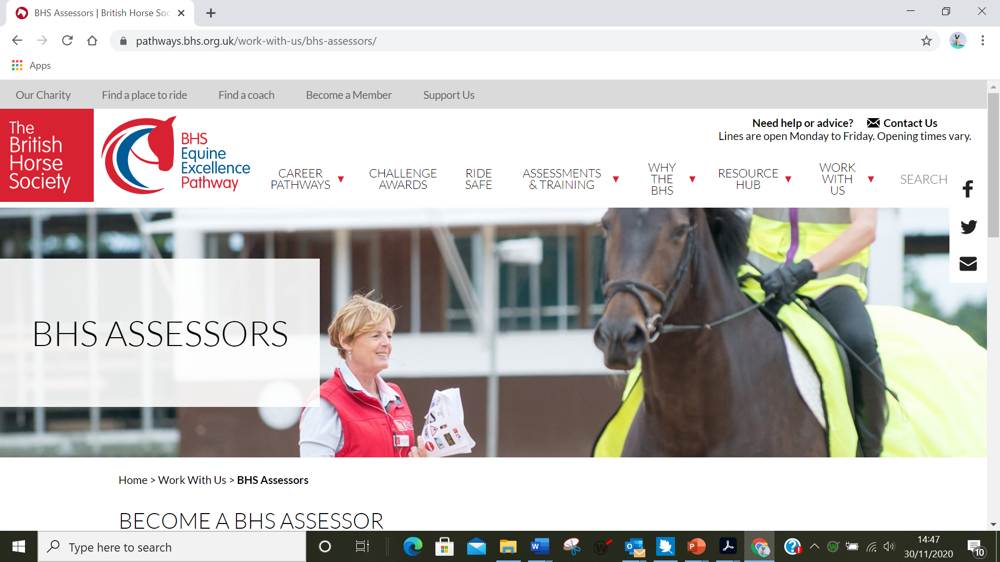 BHS Assessors | British Horse Soc
pathways.bhs.org.uk/work-with-us/bhs-assessors/
Apps
Our Charity
Find a place to ride
Find a coach
Become a Member
Support Us
The
British
Horse
Society
BHS
Equine
Excellence
Pathway
Need help or advice? Contact Us
Lines are open Monday to Friday. Opening times vary.
CAREER
PATHWAYS
CHALLENGE
AWARDS
RIDE
SAFE
ASSESSMENTS
& TRAINING
WHY
THE
BHS
RESOURCE
HUB
WORK
WITH
US
SEARCH
BHS ASSESSORS
Home > Work With Us > BHS Assessors
BECOME A BHS ASSESSOR
Type here to search
14:47
30/11/2020
10